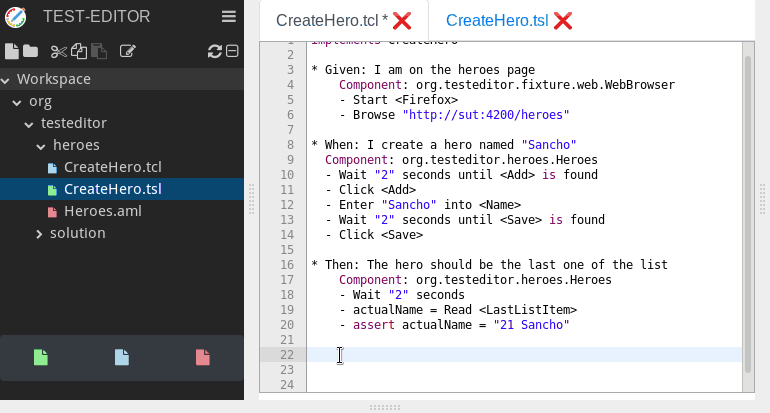 TEST-EDITOR
Workspace
org
testeditor
heroes
CreateHero.tcl
CreateHero.tsl
Heroes.aml
solution
CreateHero.tcl *
CreateHero.tsl
1 implements CreateHero
2
3 * Given: I am on the heroes page
4 Component: org.testeditor.fixture.web.WebBrowser
5 - Start <Firefox>
6 - Browse "http://sut:4200/heroes"
7
8 * When: I create a hero named "Sancho"
9 Component: org.testeditor.heroes.Heroes
10 - Wait "2" seconds until <Add> is found
11 - Click <Add>
12 - Enter "Sancho" into <Name>
13 - Wait "2" seconds until <Save> is found
14 - Click <Save>
15
16 * Then: The hero should be the last one of the list
17 Component: org.testeditor.heroes.Heroes
18 - Wait "2" seconds
19 - actualName = Read <LastListItem>
20 - assert actualName = "21 Sancho"
21
22
23
24